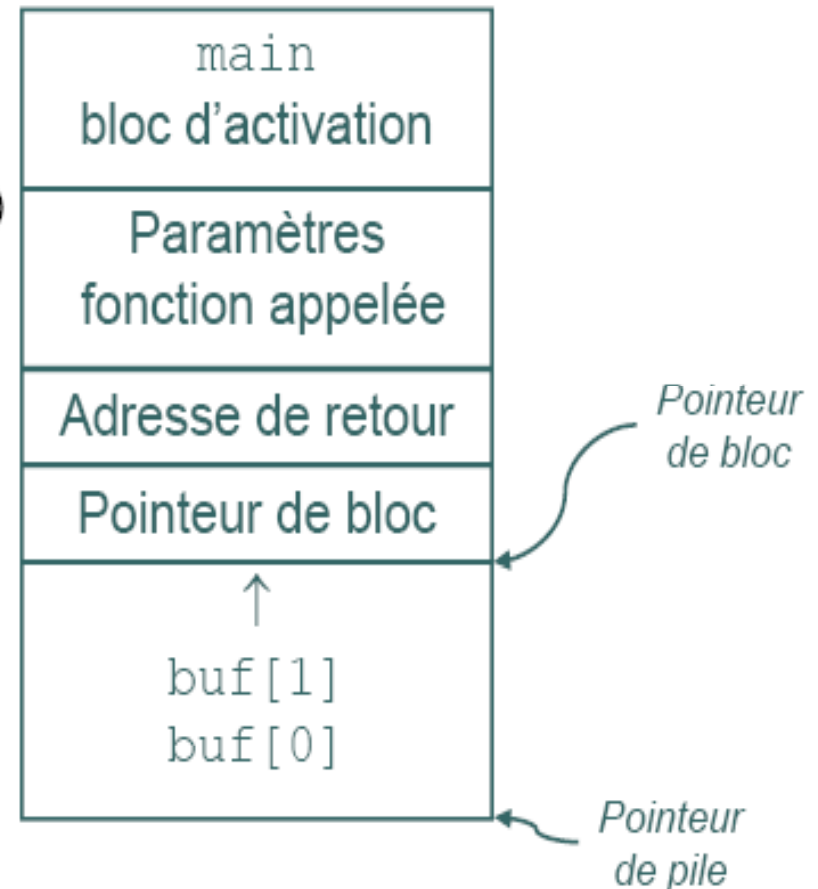 main
bloc d’activation
)
Paramètres
fonction appelée
Adresse de retour
Pointeur
de bloc
Pointeur de bloc
↑
buf[1]
buf[0]
Pointeur
de pile